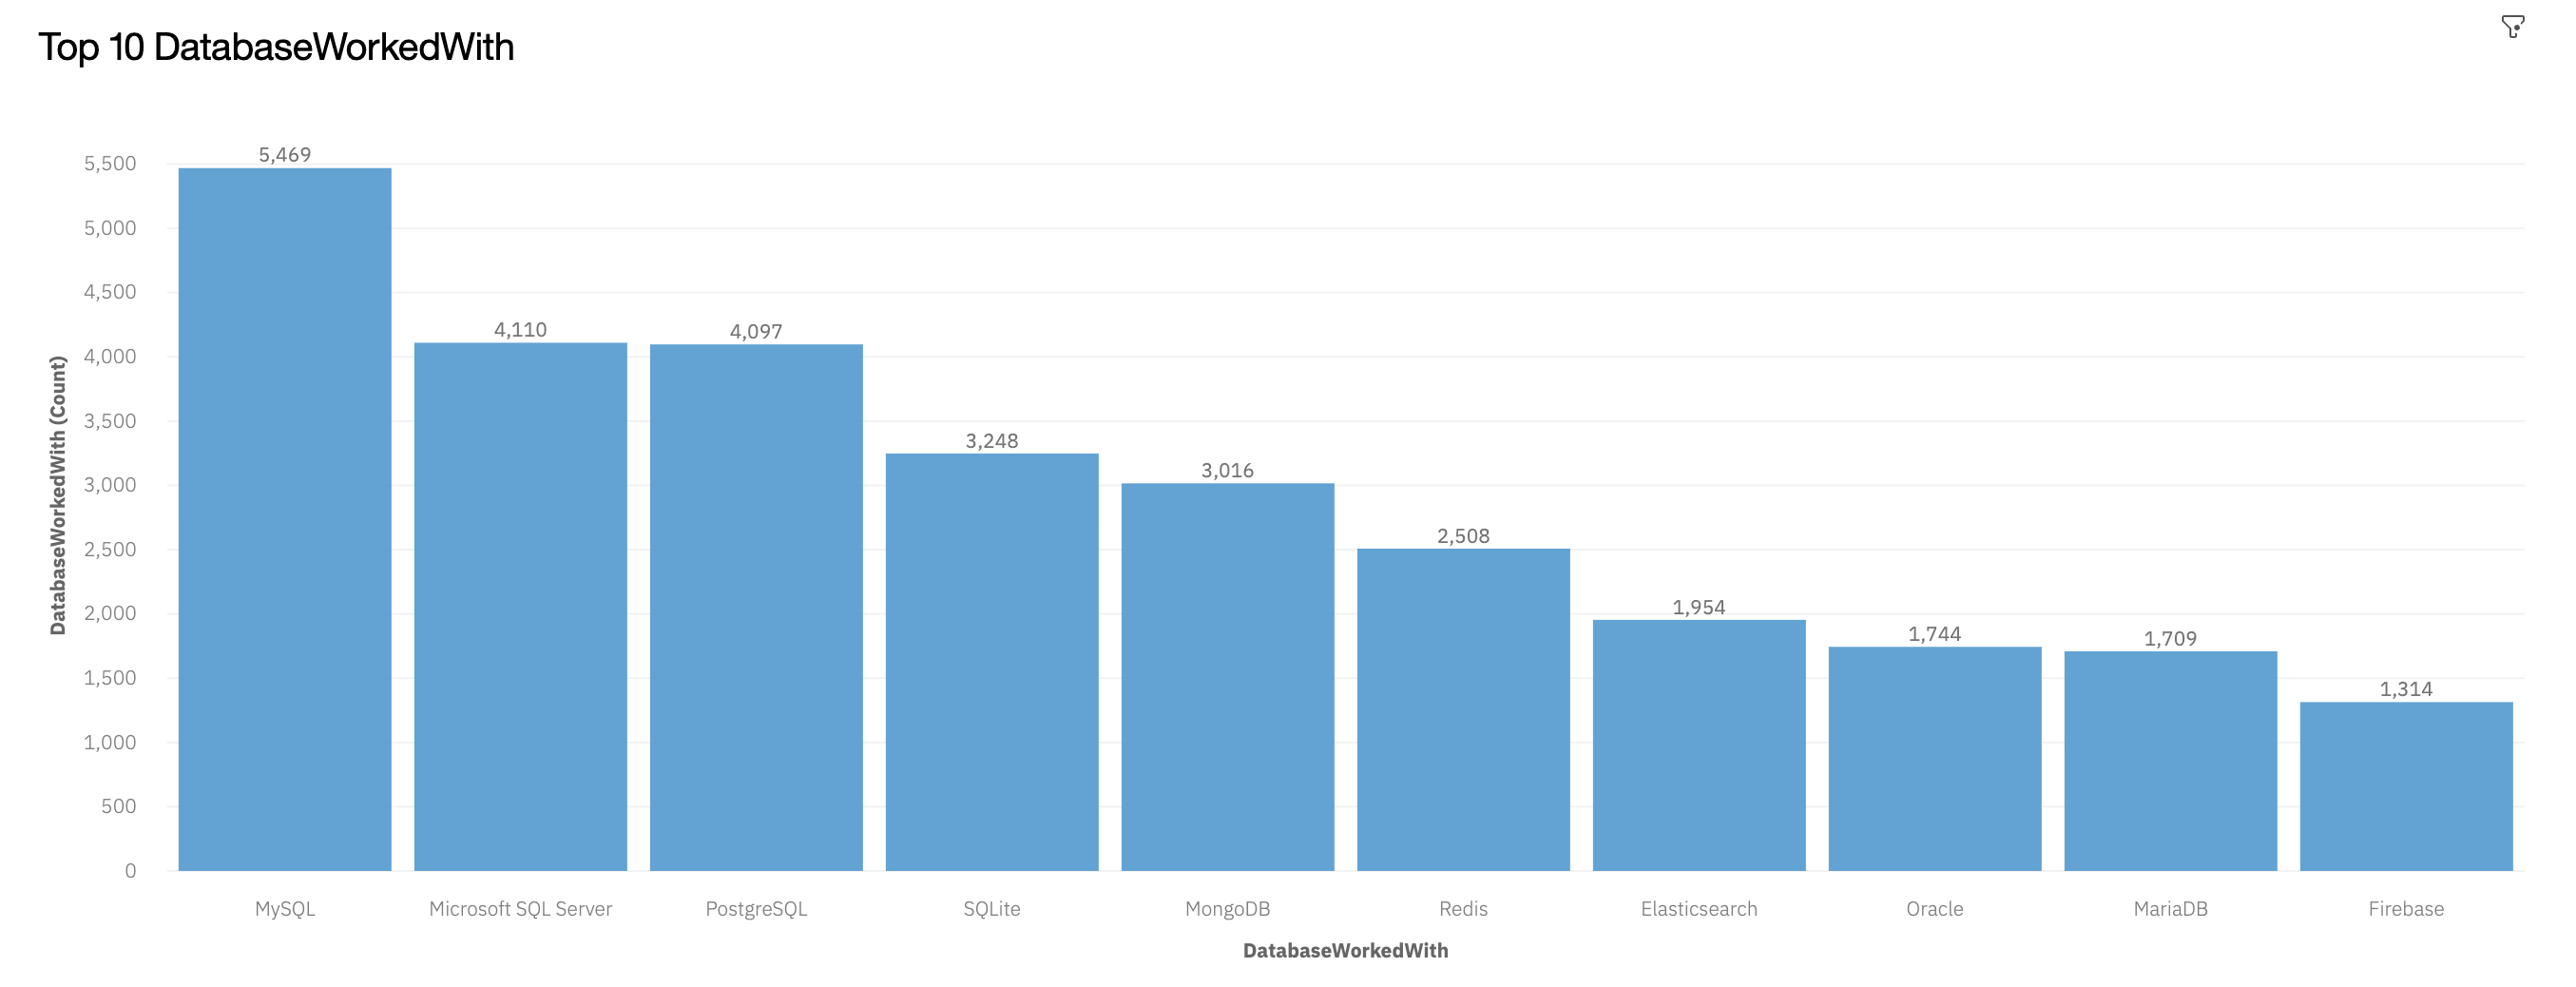 Top 10 DatabaseWorkedWith
DatabaseWorkedWith (Count)
5,500
5,000
4,500
4,000
3,500
3,000
2,500
2,000
1,500
1,000
500
0
5,469
4,110
4,097
3,248
3,016
2,508
1,954
1,744
1,709
1,314
MySQL
Microsoft SQL Server
PostgreSQL
SQLite
MongoDB
Redis
Elasticsearch
Oracle
MariaDB
Firebase
DatabaseWorkedWith